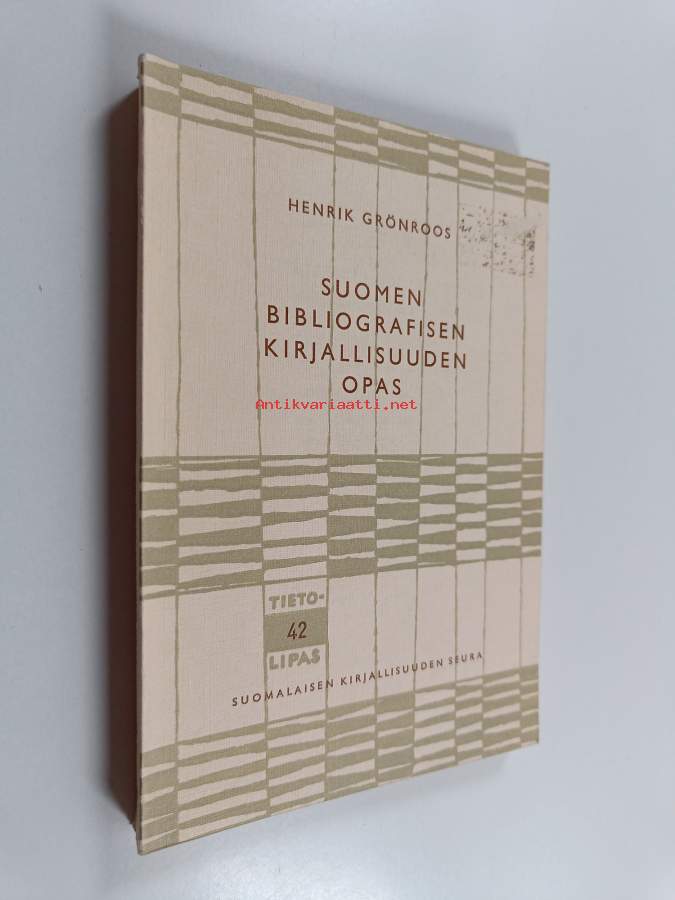 HENRIK GRÖNROOS
SUOMEN
BIBLIOGRAFISEN
KIRJALLISUUDEN
OPAS
Antikvariaatti.net
TIETO-
42
LIPAS
SUOMALAISEN KIRJALLISUUDEN SEURA